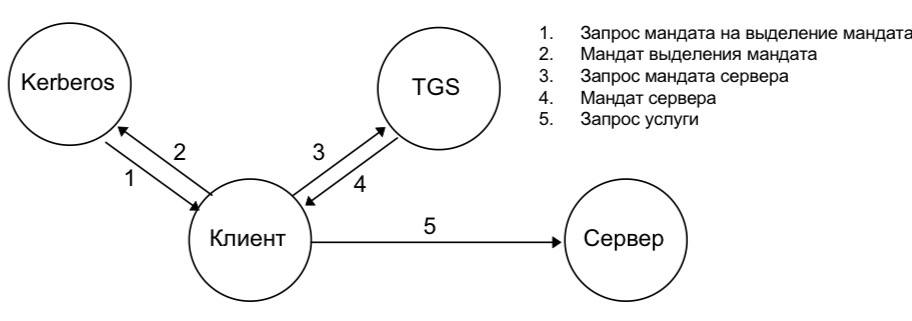 1. Запрос мандата на выделение мандата
2. Мандат выделения мандата
3. Запрос мандата сервера
4. Мандат сервера
5. Запрос услуги
Kerberos
TGS
2
1
3
4
Клиент
5
Сервер